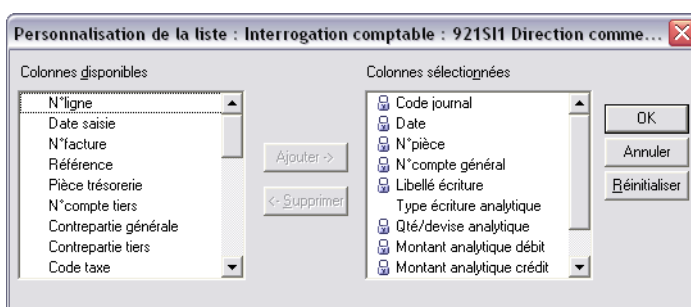 Personnalisation de la liste : Interrogation comptable : 921SI1 Direction comme...
Colonnes disponibles
N°ligne
Date saisie
N°facture
Référence
Pièce trésorerie
N°compte tiers
Contrepartie générale
Contrepartie tiers
Code taxe
Ajouter ->
<- Supprimer
Colonnes sélectionnées
Code journal
Date
N°pièce
N°compte général
Libellé écriture
Type écriture analytique
Qté/devise analytique
Montant analytique débit
Montant analytique crédit
OK
Annuler
Réinitialiser